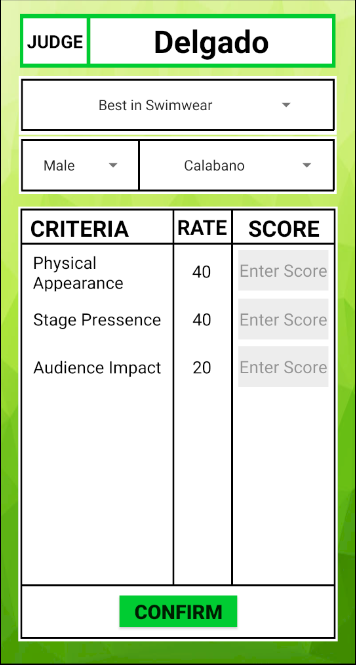 JUDGE Delgado
Best in Swimwear
Male Calabano
CRITERIA RATE SCORE
Physical
Appearance 40 Enter Score
Stage Pressence 40 Enter Score
Audience Impact 20 Enter Score
CONFIRM